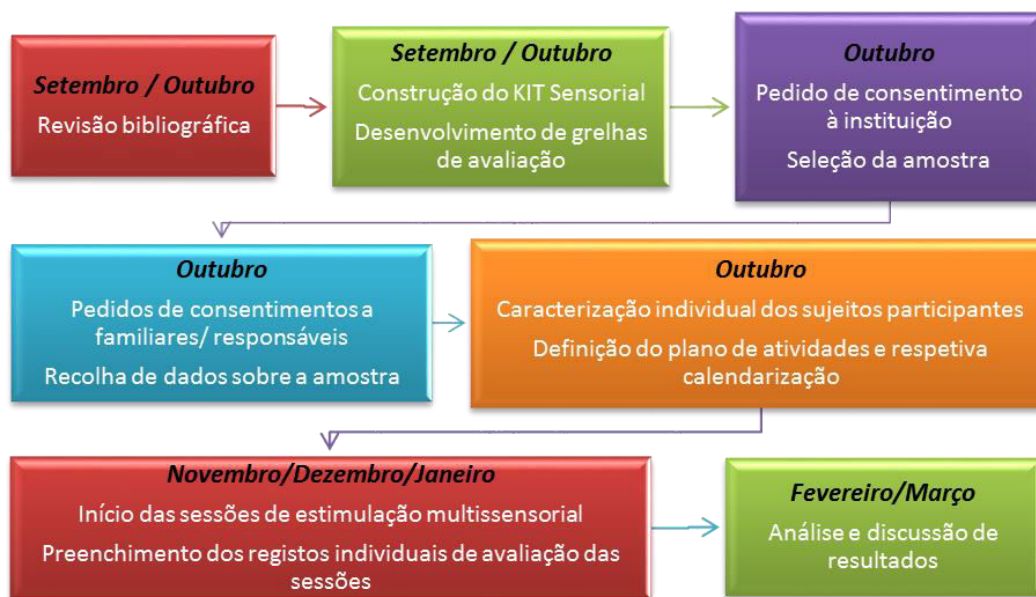 Setembro / Outubro
Revisão bibliográfica
Setembro / Outubro
Construção do KIT Sensorial
Desenvolvimento de grelhas
de avaliação
Outubro
Pedido de consentimento
à instituição
Seleção da amostra
Outubro
Pedidos de consentimentos a
familiares/ responsáveis
Recolha de dados sobre a amostra
Outubro
Caracterização individual dos sujeitos participantes
Definição do plano de atividades e respetiva
calendarização
Novembro/Dezembro/Janeiro
Início das sessões de estimulação multissensorial
Preenchimento dos registos individuais de avaliação das
sessões
Fevereiro/Março
Análise e discussão de
resultados